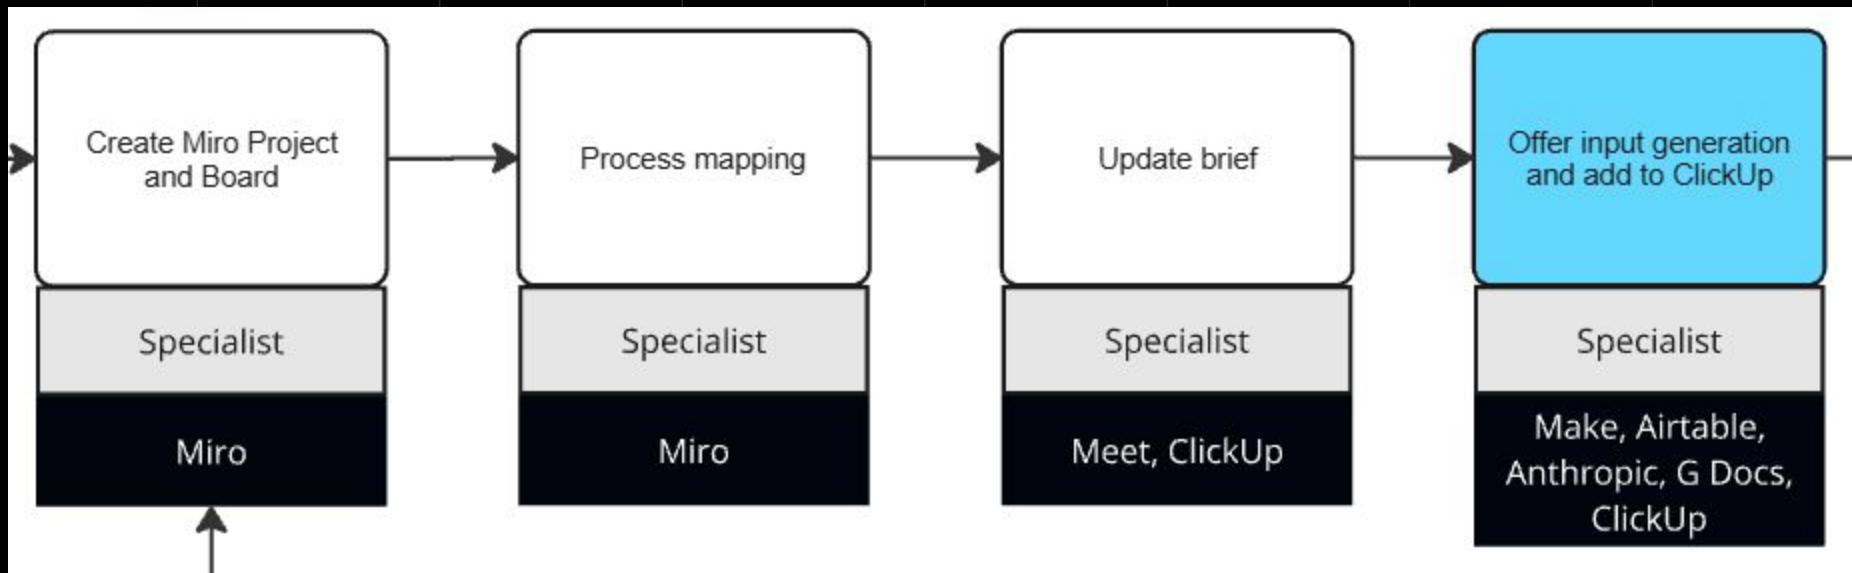 Create Miro Project
and Board
Specialist
Miro
Process mapping
Specialist
Miro
Update brief
Specialist
Meet, ClickUp
Offer input generation
and add to ClickUp
Specialist
Make, Airtable,
Anthropic, G Docs,
ClickUp